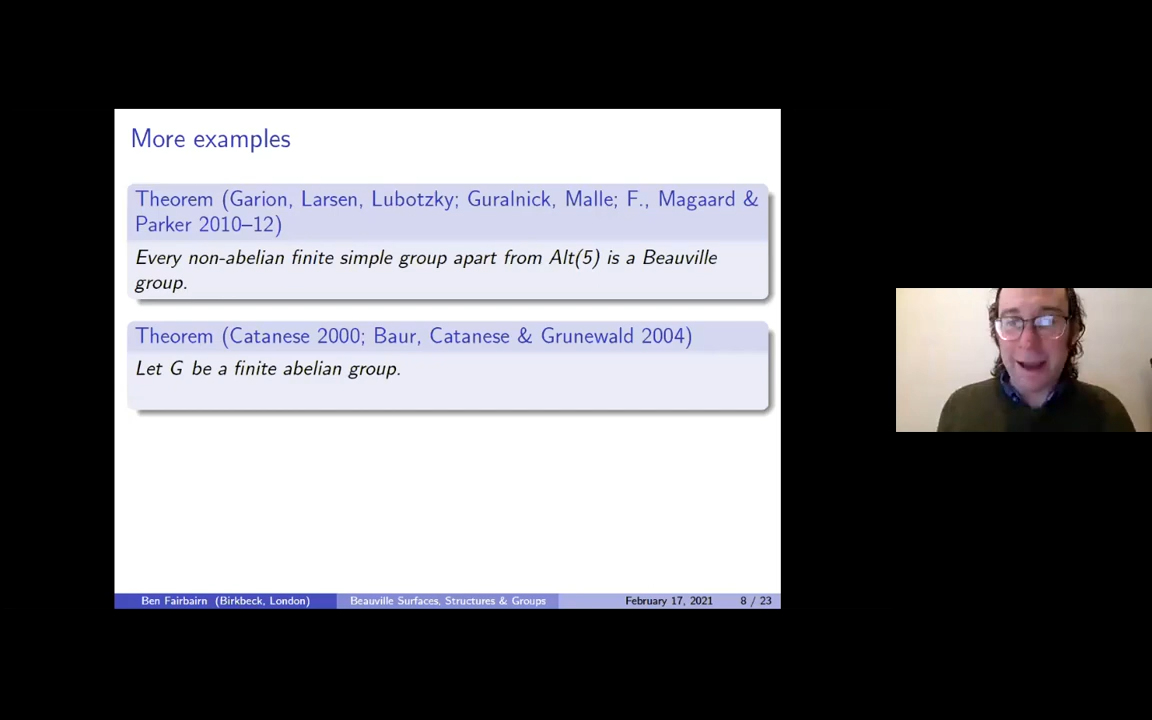 More examples
Theorem (Garion, Larsen, Lubotzky; Guralnick, Malle; F., Magaard &
Parker 2010–12)
Every non-abelian finite simple group apart from Alt(5) is a Beauville
group.
Theorem (Catanese 2000; Baur, Catanese & Grunewald 2004)
Let G be a finite abelian group.
Ben Fairbairn (Birkbeck, London) Beauville Surfaces, Structures & Groups February 17, 2021 8 / 23